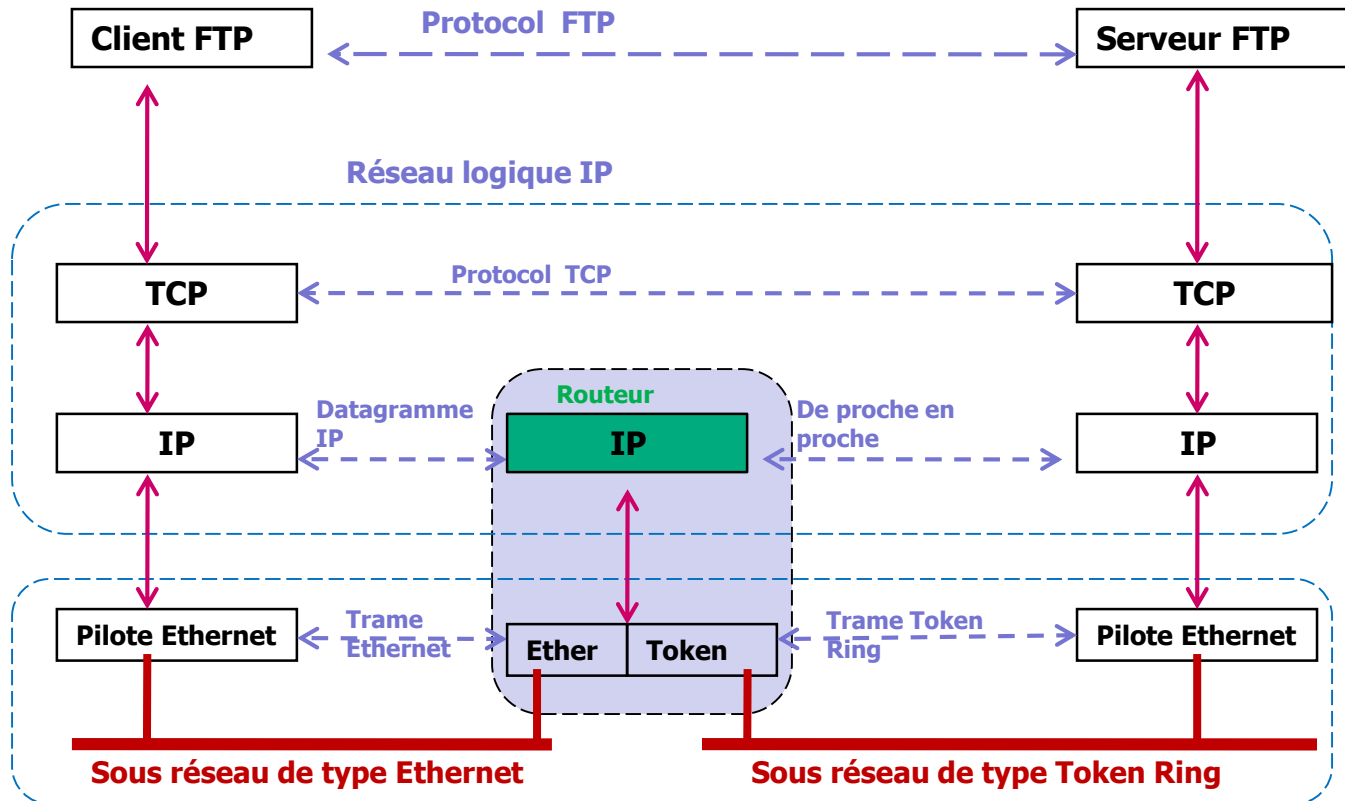 Client FTP
Protocol FTP
Serveur FTP
Réseau logique IP
TCP
Protocol TCP
TCP
Routeur
IP
Datagramme
IP
IP
De proche en
proche
IP
Pilote Ethernet
Trame
Ethernet
Ether
Token
Trame Token
Ring
Pilote Ethernet
Sous réseau de type Ethernet
Sous réseau de type Token Ring